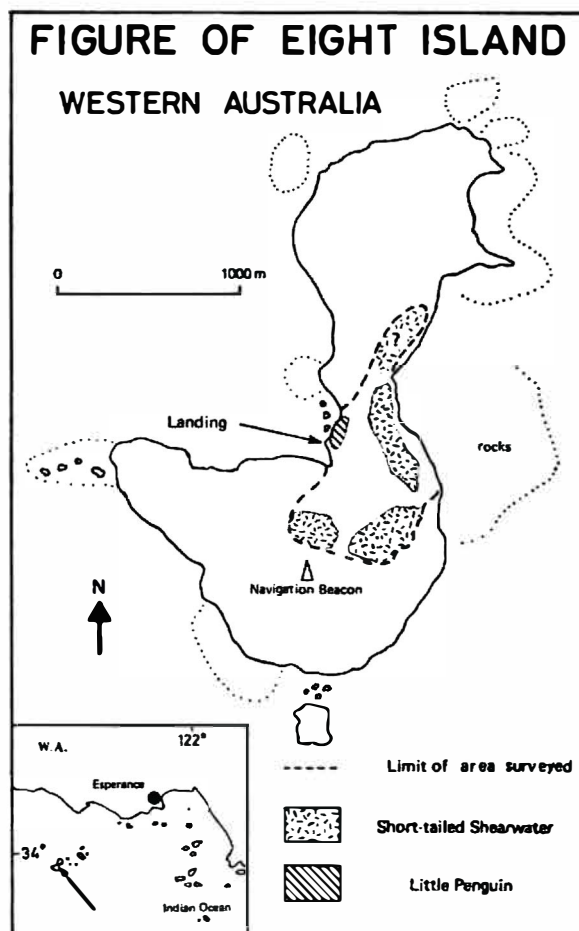 FIGURE OF EIGHT ISLAND
WESTERN AUSTRALIA
0 1000 m
Landing
rocks
Navigation Beacon
N
W.A.
122°
Esperance
34°
Indian Ocean
Limit of area surveyed
Short-tailed Shearwater
Little Penguin